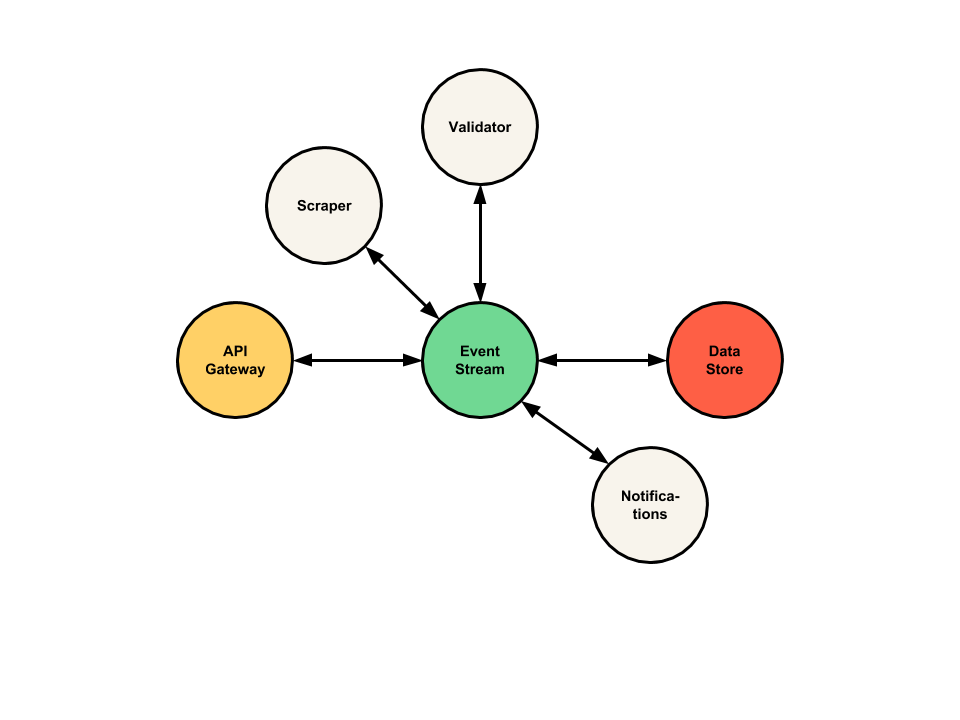 Validator
Scraper
API
Gateway
Event
Stream
Data
Store
Notifica-
tions